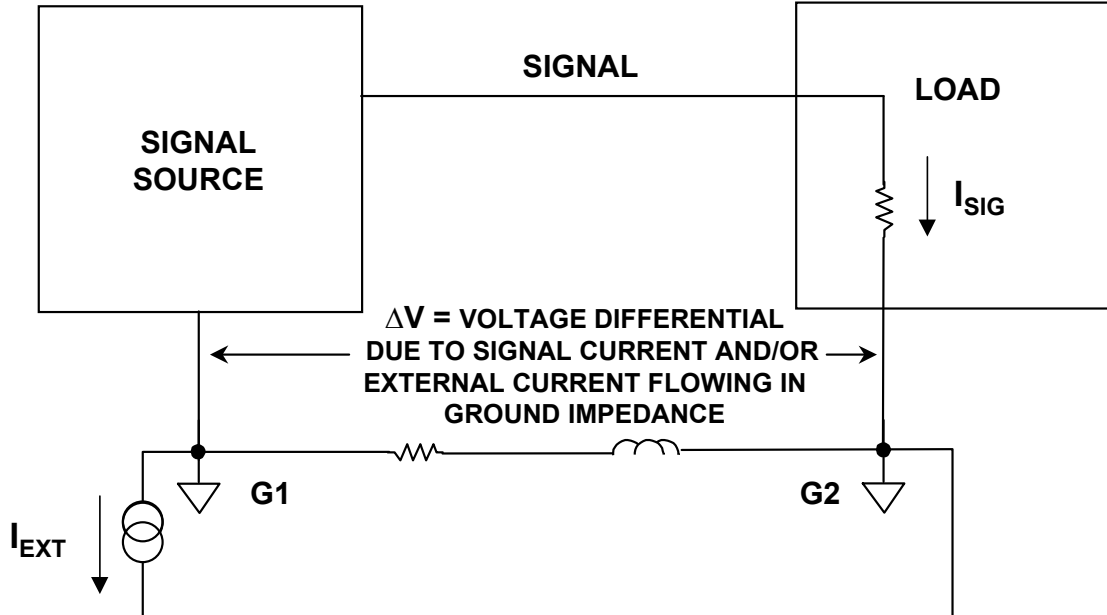 SIGNAL
SOURCE
SIGNAL
LOAD
ISIG
ΔV = VOLTAGE DIFFERENTIAL
DUE TO SIGNAL CURRENT AND/OR
EXTERNAL CURRENT FLOWING IN
GROUND IMPEDANCE
G1
G2
IEXT